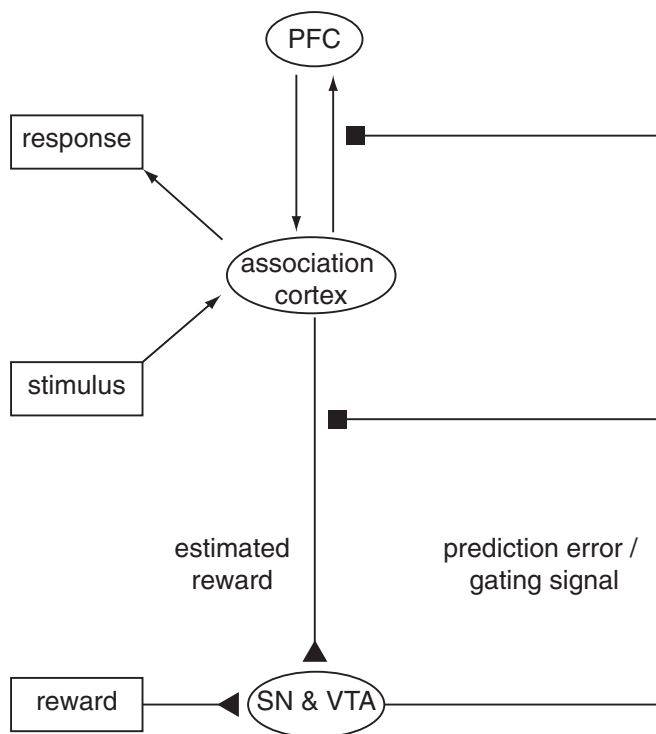 PFC
response
association
cortex
stimulus
estimated
reward
prediction error /
gating signal
reward
SN & VTA